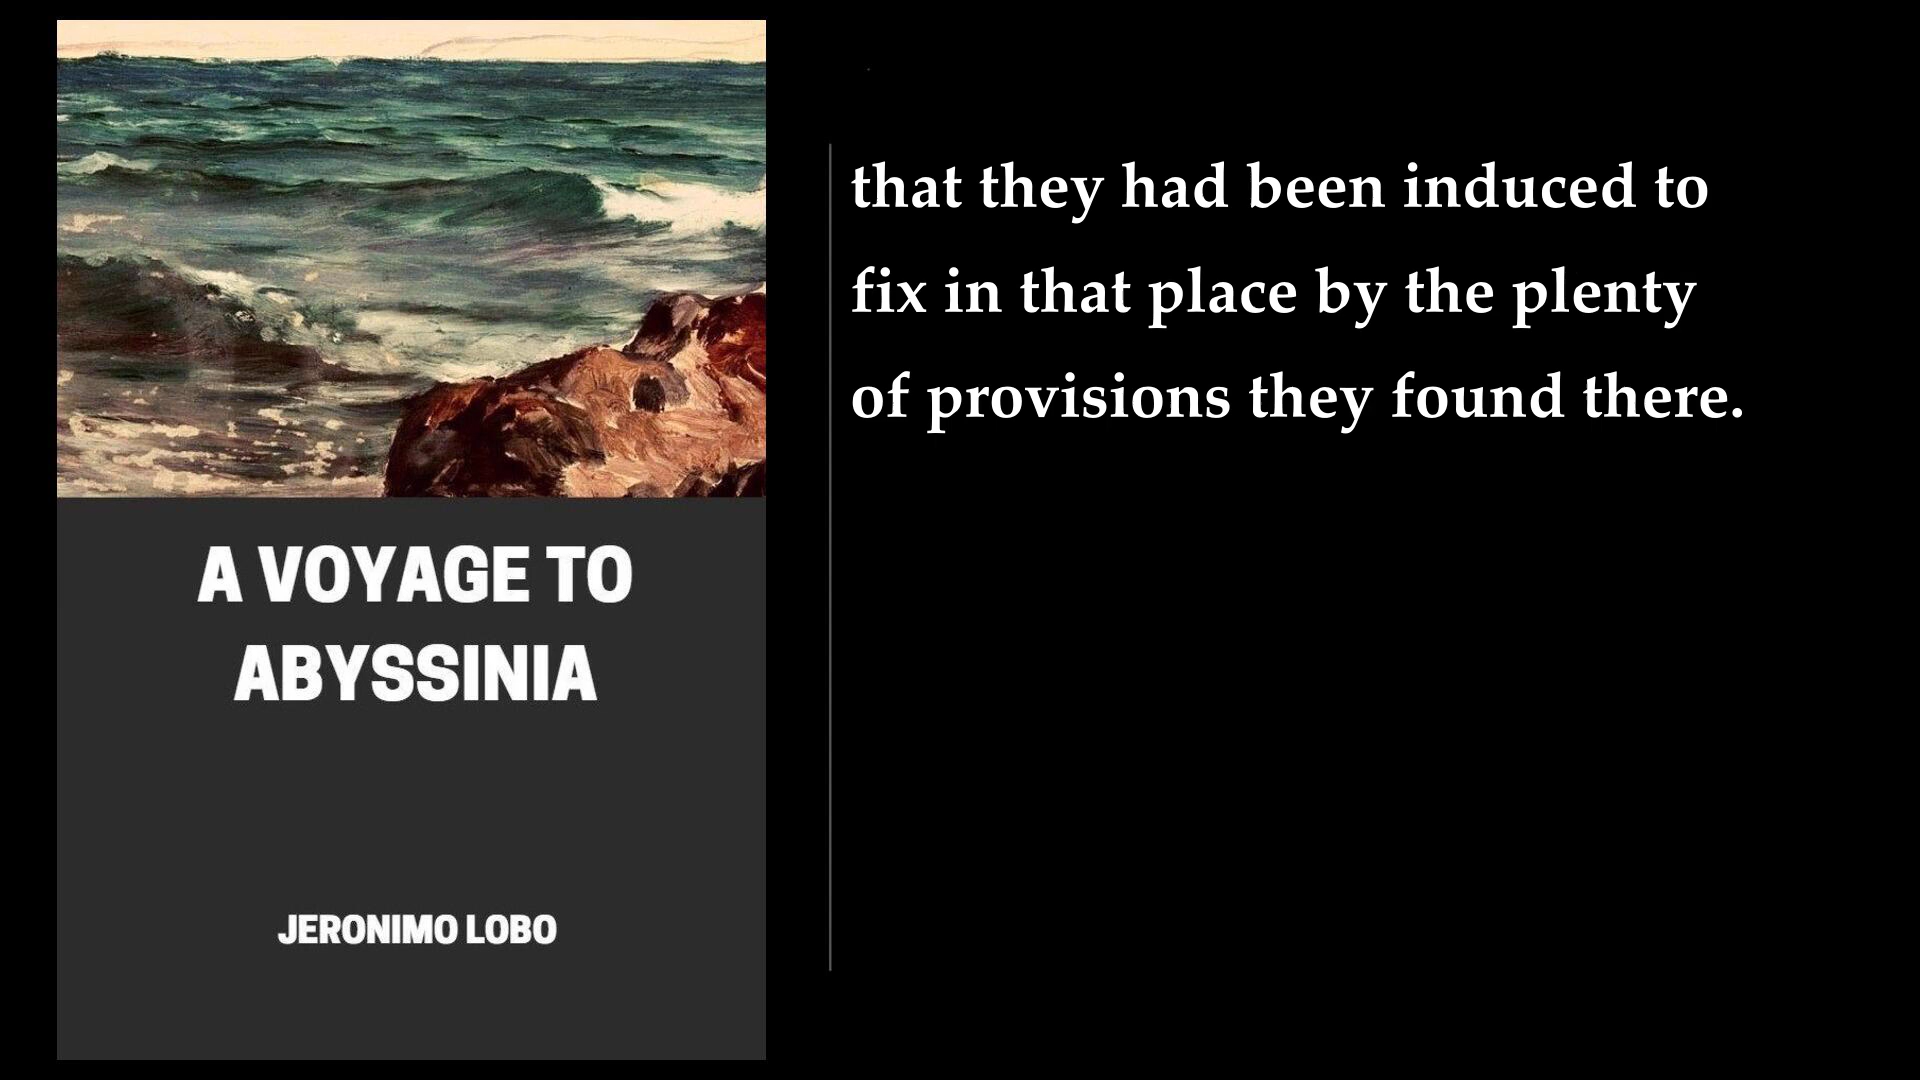 A VOYAGE TO
ABYSSINIA
JERONIMO LOBO
that they had been induced to
fix in that place by the plenty
of provisions they found there.